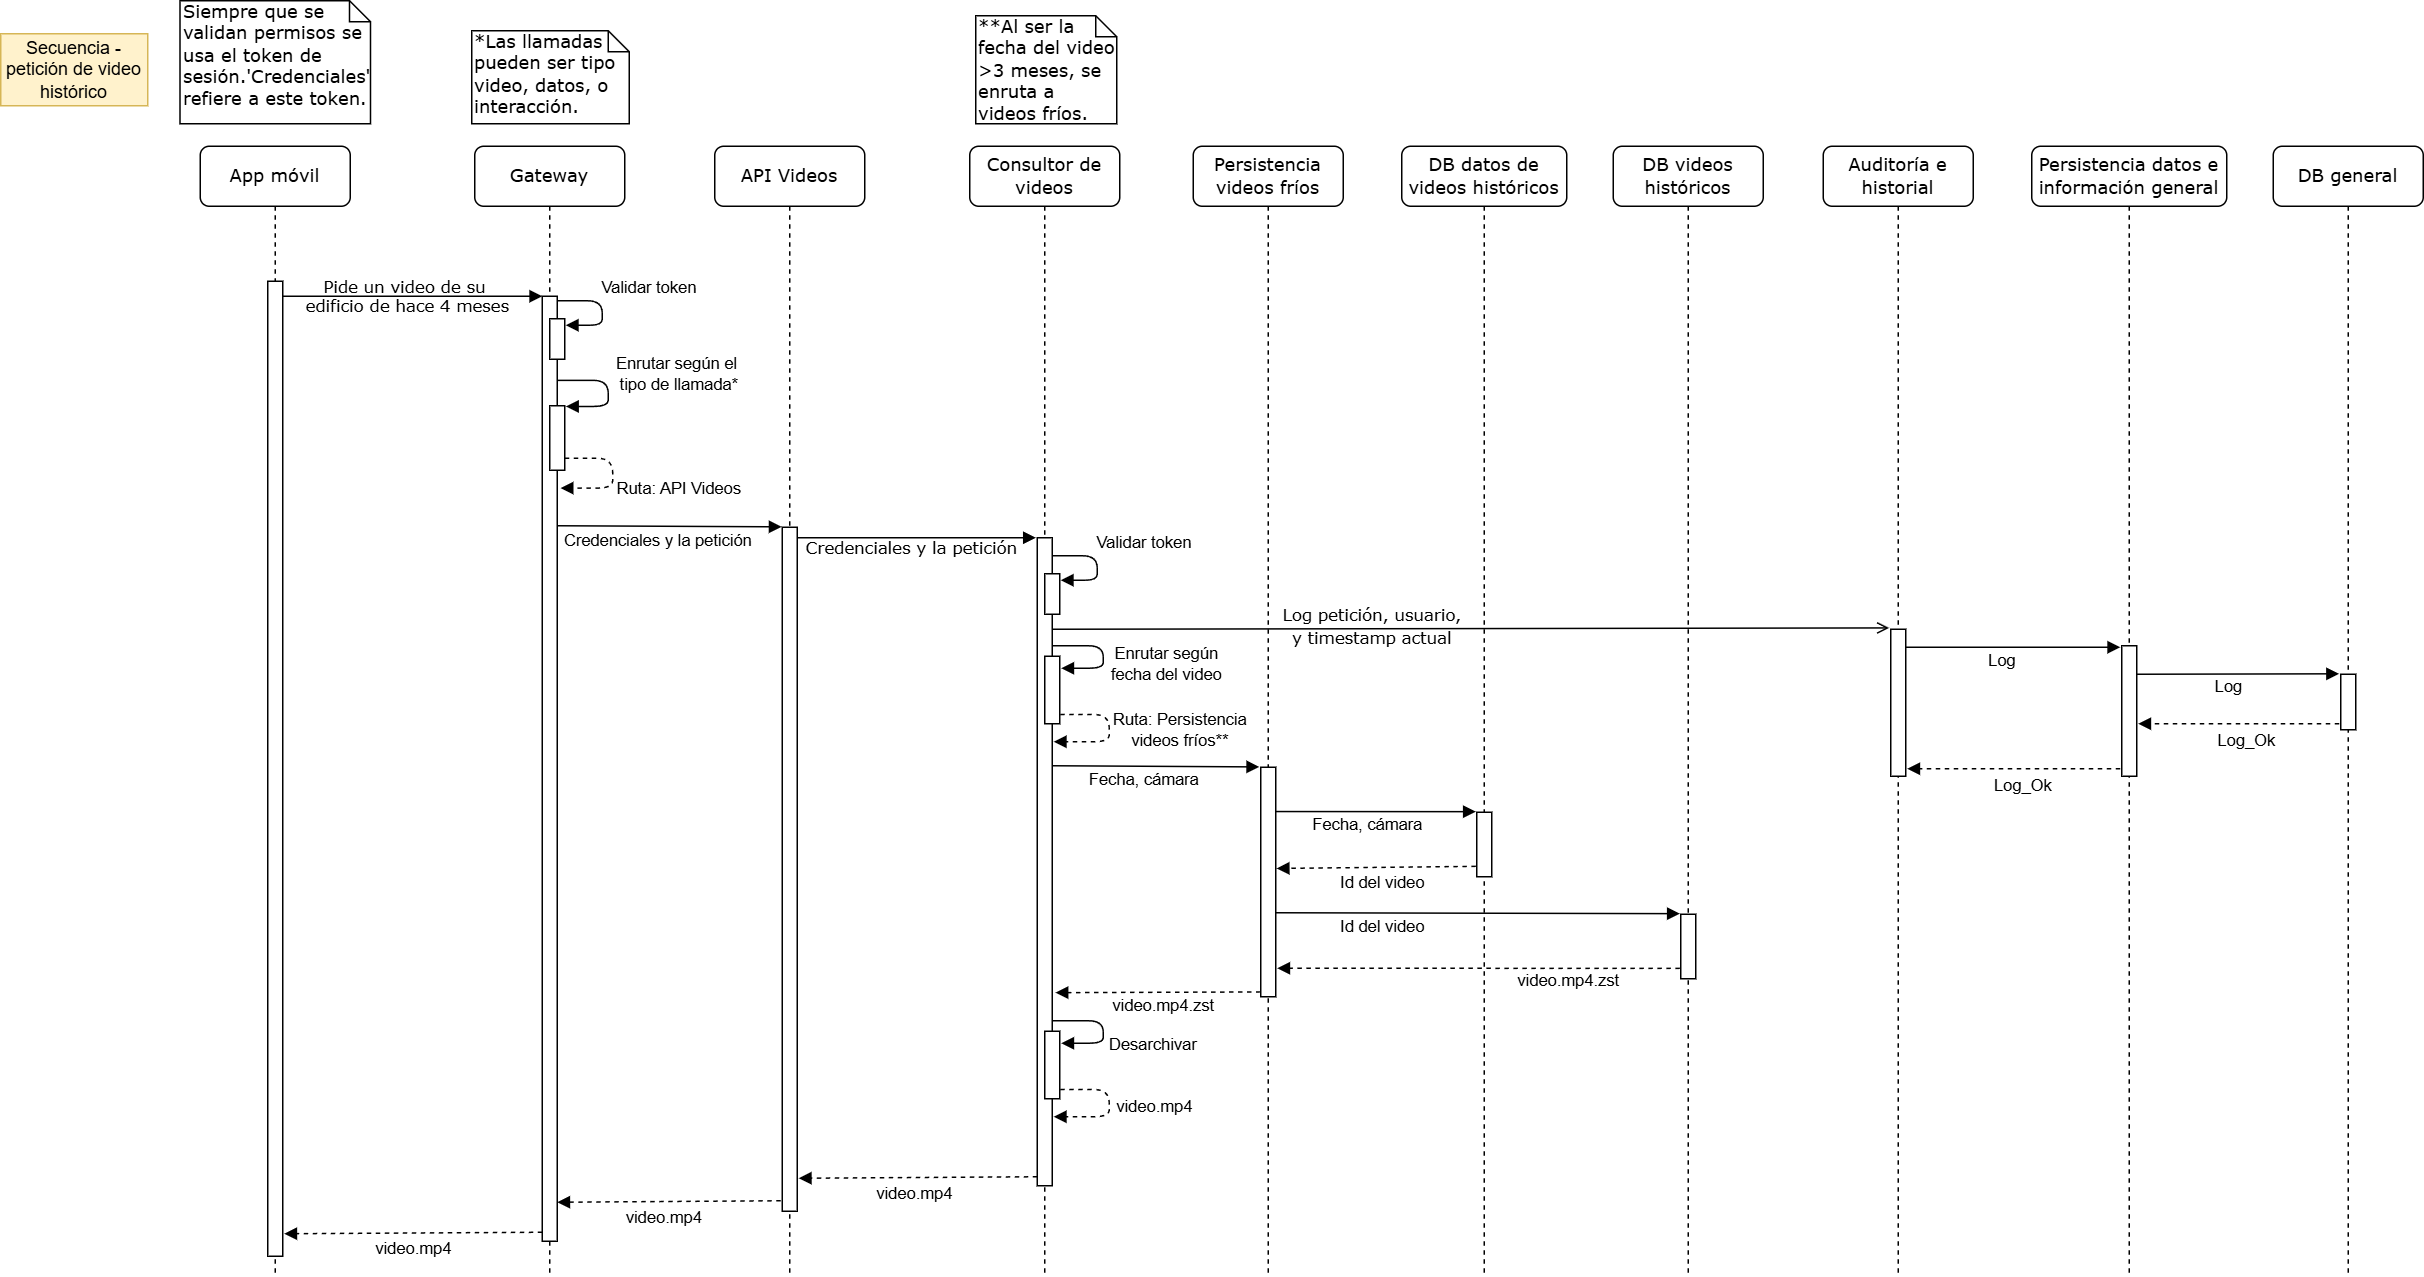 Secuencia -
petición de video
histórico
Siempre que se
validan permisos se
usa el token de
sesión.'Credenciales'
refiere a este token.
*Las llamadas
pueden ser tipo
video, datos, o
interacción.
**Al ser la
fecha del video
>3 meses, se
enruta a
videos fríos.
App móvil
Gateway
API Videos
Consultor de
videos
Persistencia
videos fríos
DB datos de
videos históricos
DB videos
históricos
Auditoría e
historial
Persistencia datos e
información general
DB general
Pide un video de su
edificio de hace 4 meses
Validar token
Enrutar según el
tipo de llamada*
Ruta: API Videos
Credenciales y la petición
Credenciales y la petición
Validar token
Log petición, usuario,
y timestamp actual
Enrutar según
fecha del video
Log
Log
Ruta: Persistencia
videos fríos**
Log_Ok
Log_Ok
Fecha, cámara
Fecha, cámara
Id del video
Id del video
video.mp4.zst
video.mp4.zst
Desarchivar
video.mp4
video.mp4
video.mp4
video.mp4